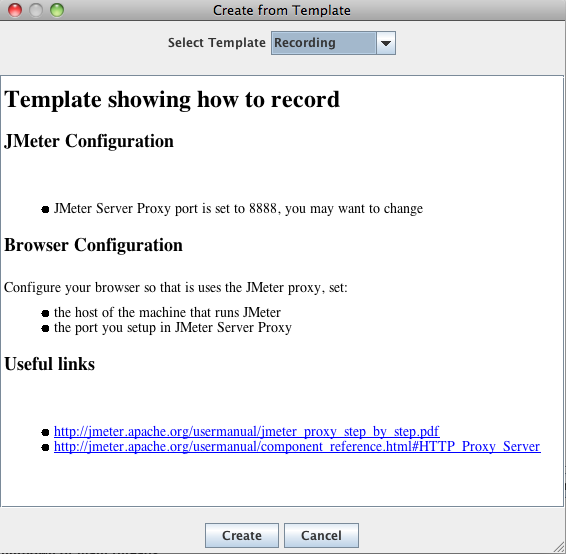 Create from Template
Select Template Recording
Template showing how to record
JMeter Configuration
JMeter Server Proxy port is set to 8888, you may want to change
Browser Configuration
Configure your browser so that is uses the JMeter proxy, set:
the host of the machine that runs JMeter
the port you setup in JMeter Server Proxy
Useful links
http://jmeter.apache.org/usermanual/jmeter_proxy_step_by_step.pdf
http://jmeter.apache.org/usermanual/component_reference.html#HTTP_Proxy_Server
Create Cancel